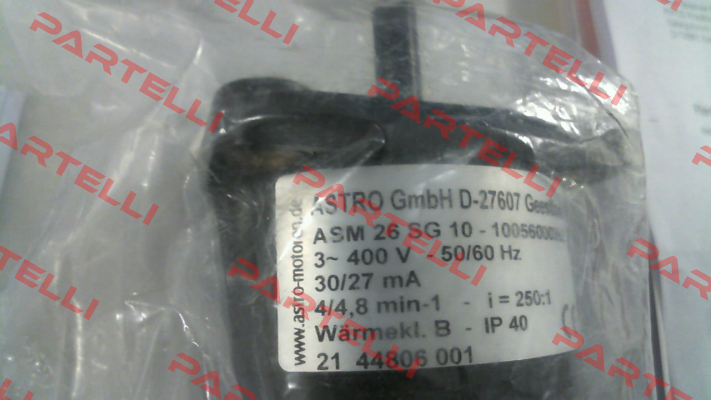 ASTRO GmbH D-27607
ASM 26 SG 10 -
3~ 400 V - 50/60 Hz
30/27 mA
4/4,8 min-1 - i = 250:1
Wärmekl. B - IP 40
21 44806 001
www.astro-motoren.de
PARTELLI
PARTELLI
PARTELLI
PARTELLI
PARTELLI
PARTELLI
PARTELLI
PARTELLI